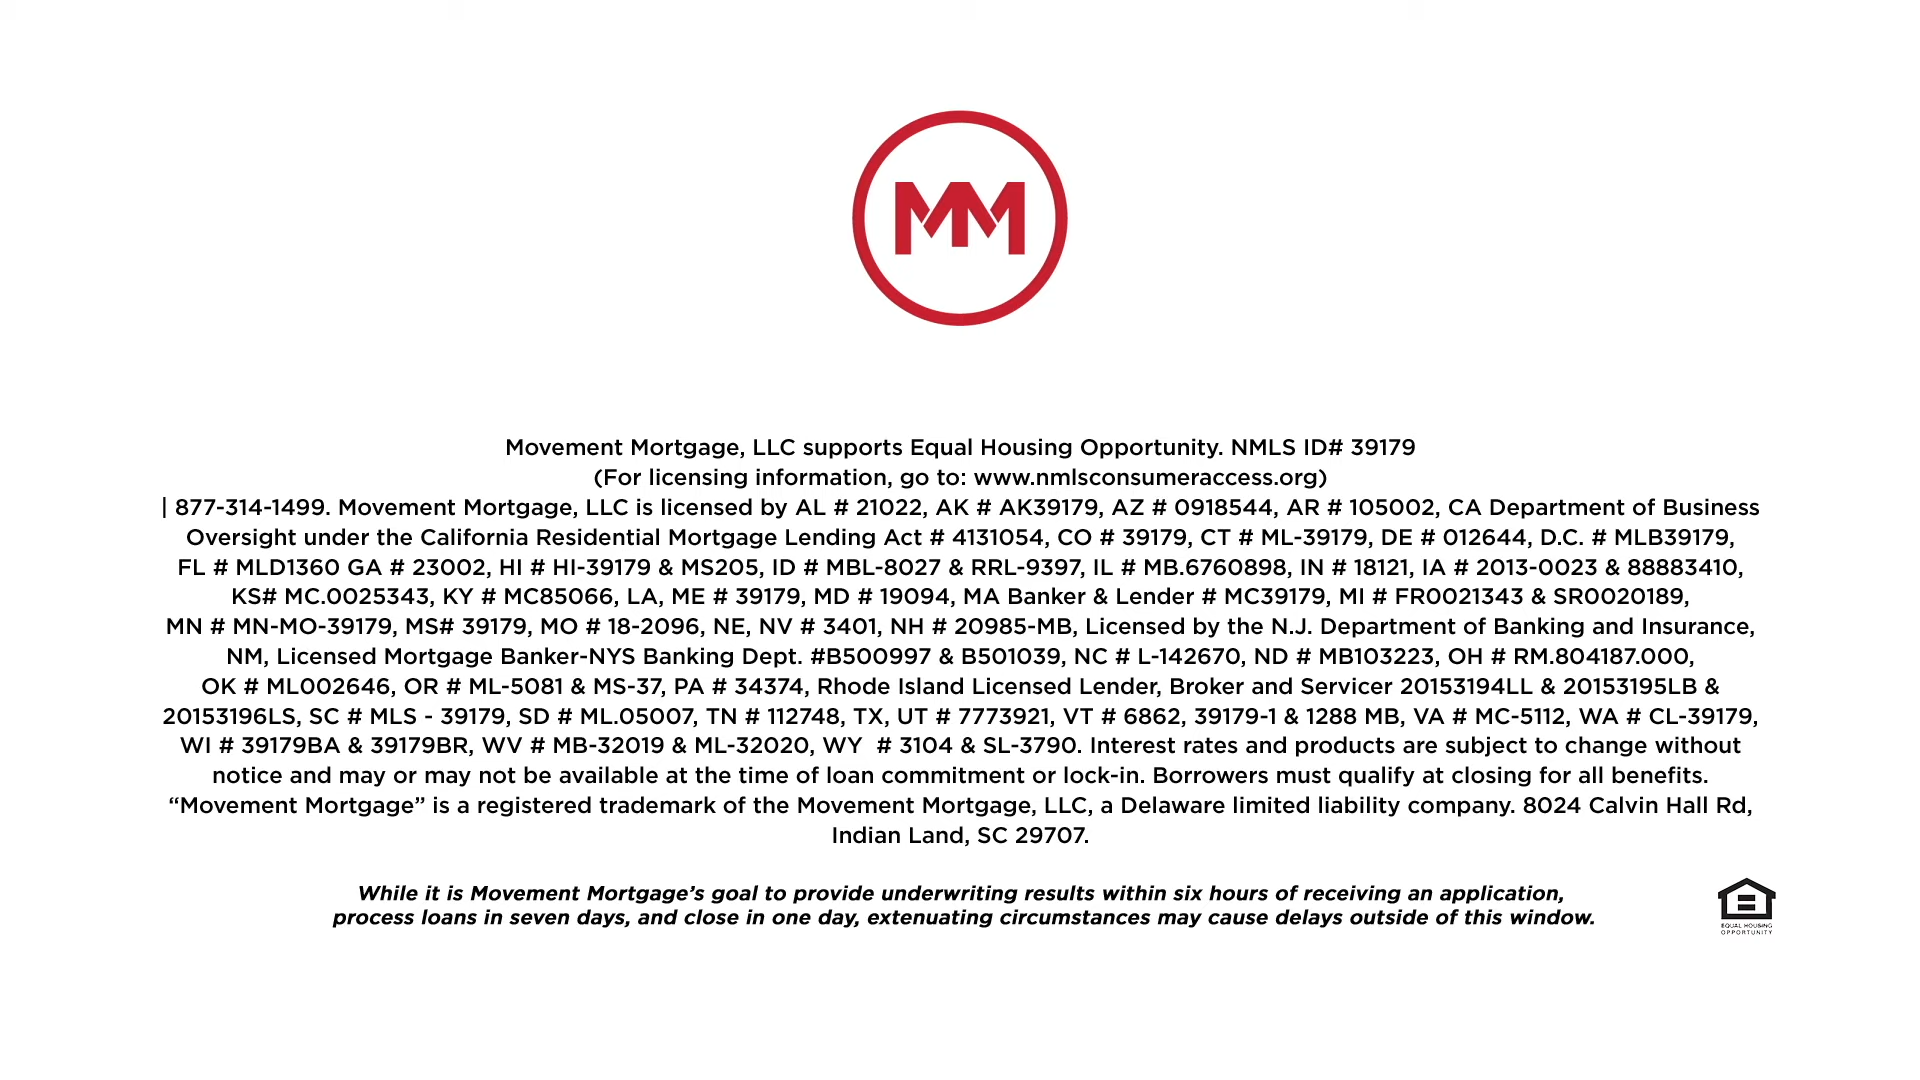 MM
Movement Mortgage, LLC supports Equal Housing Opportunity. NMLS ID# 39179
(For licensing information, go to: www.nmlsconsumeraccess.org)
| 877-314-1499. Movement Mortgage, LLC is licensed by AL # 21022, AK # AK39179, AZ # 0918544, AR # 105002, CA Department of Business
Oversight under the California Residential Mortgage Lending Act # 4131054, CO # 39179, CT # ML-39179, DE # 012644, D.C. # MLB39179,
FL # MLD1360 GA # 23002, HI # HI-39179 & MS205, ID # MBL-8027 & RRL-9397, IL # MB.6760898, IN # 18121, IA # 2013-0023 & 88883410,
KS# MC.0025343, KY # MC85066, LA, ME # 39179, MD # 19094, MA Banker & Lender # MC39179, MI # FR0021343 & SR0020189,
MN # MN-MO-39179, MS# 39179, MO # 18-2096, NE, NV # 3401, NH # 20985-MB, Licensed by the N.J. Department of Banking and Insurance,
NM, Licensed Mortgage Banker-NYS Banking Dept. #B500997 & B501039, NC # L-142670, ND # MB103223, OH # RM.804187.000,
OK # ML002646, OR # ML-5081 & MS-37, PA # 34374, Rhode Island Licensed Lender, Broker and Servicer 20153194LL & 20153195LB &
20153196LS, SC # MLS - 39179, SD # ML.05007, TN # 112748, TX, UT # 7773921, VT # 6862, 39179-1 & 1288 MB, VA # MC-5112, WA # CL-39179,
WI # 39179BA & 39179BR, WV # MB-32019 & ML-32020, WY  # 3104 & SL-3790. Interest rates and products are subject to change without
notice and may or may not be available at the time of loan commitment or lock-in. Borrowers must qualify at closing for all benefits.
“Movement Mortgage” is a registered trademark of the Movement Mortgage, LLC, a Delaware limited liability company. 8024 Calvin Hall Rd,
Indian Land, SC 29707.
While it is Movement Mortgage’s goal to provide underwriting results within six hours of receiving an application,
process loans in seven days, and close in one day, extenuating circumstances may cause delays outside of this window.
EQUAL HOUSING
OPPORTUNITY